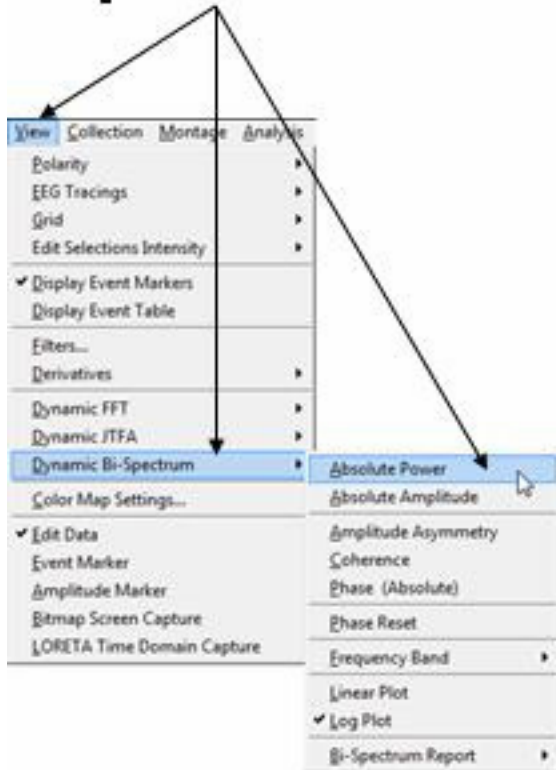 View Collection Montage Analysis
Polarity
EEG Tracings
Grid
Edit Selections Intensity
Display Event Markers
Display Event Table
Filters...
Derivatives
Dynamic FFT
Dynamic JTFA
Dynamic Bi-Spectrum
Color Map Settings...
Edit Data
Event Marker
Amplitude Marker
Bitmap Screen Capture
LORETA Time Domain Capture
Absolute Power
Absolute Amplitude
Amplitude Asymmetry
Coherence
Phase (Absolute)
Phase Reset
Frequency Band
Linear Plot
Log Plot
Bi-Spectrum Report